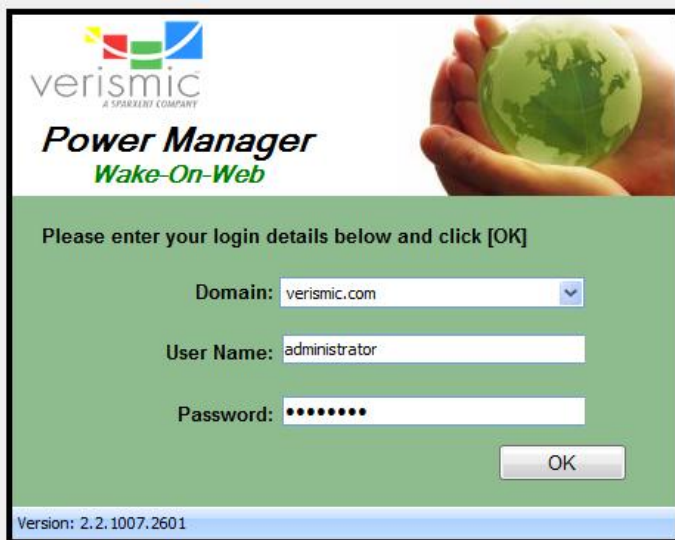 verismic
A SPARXENT COMPANY
Power Manager
Wake-On-Web
Please enter your login details below and click [OK]
Domain: verismic.com
User Name: administrator
Password: ••••••••
OK
Version: 2.2.1007.2601